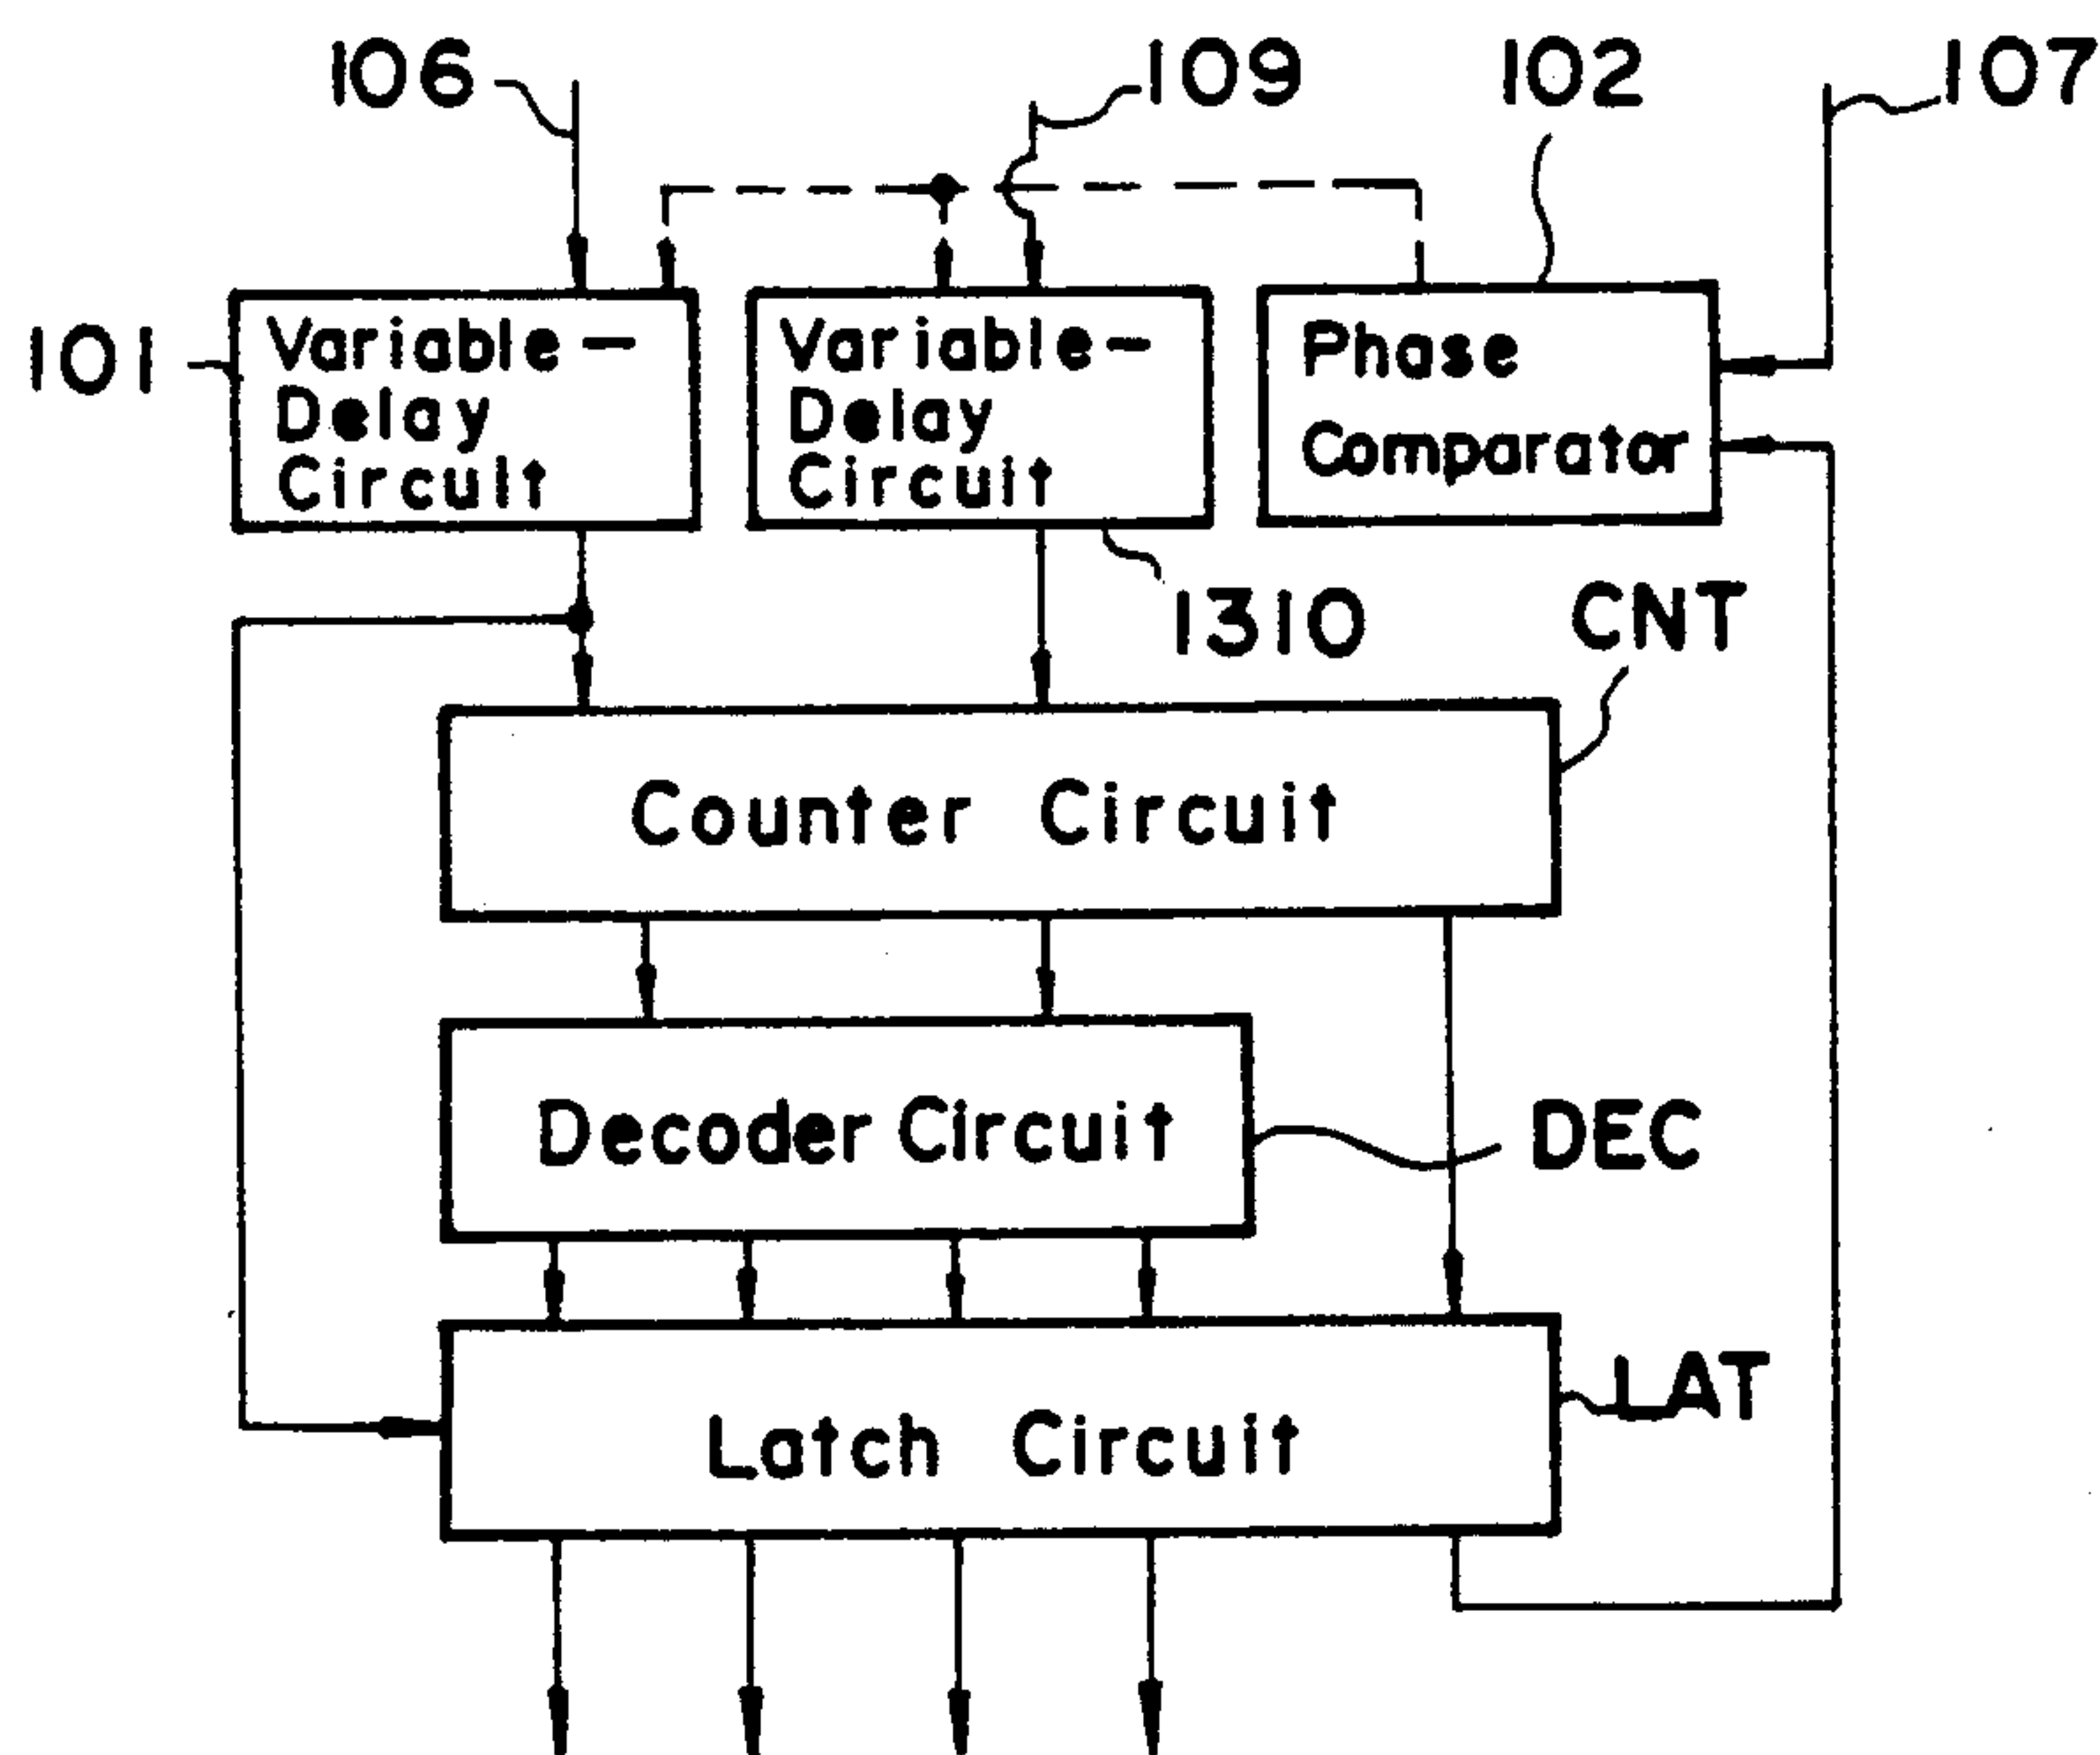 106
109
102
107
101
Variable-
Delay
Circuit
Variable-
Delay
Circuit
Phase
Comparator
1310
CNT
Counter Circuit
Decoder Circuit
DEC
Latch Circuit
LAT